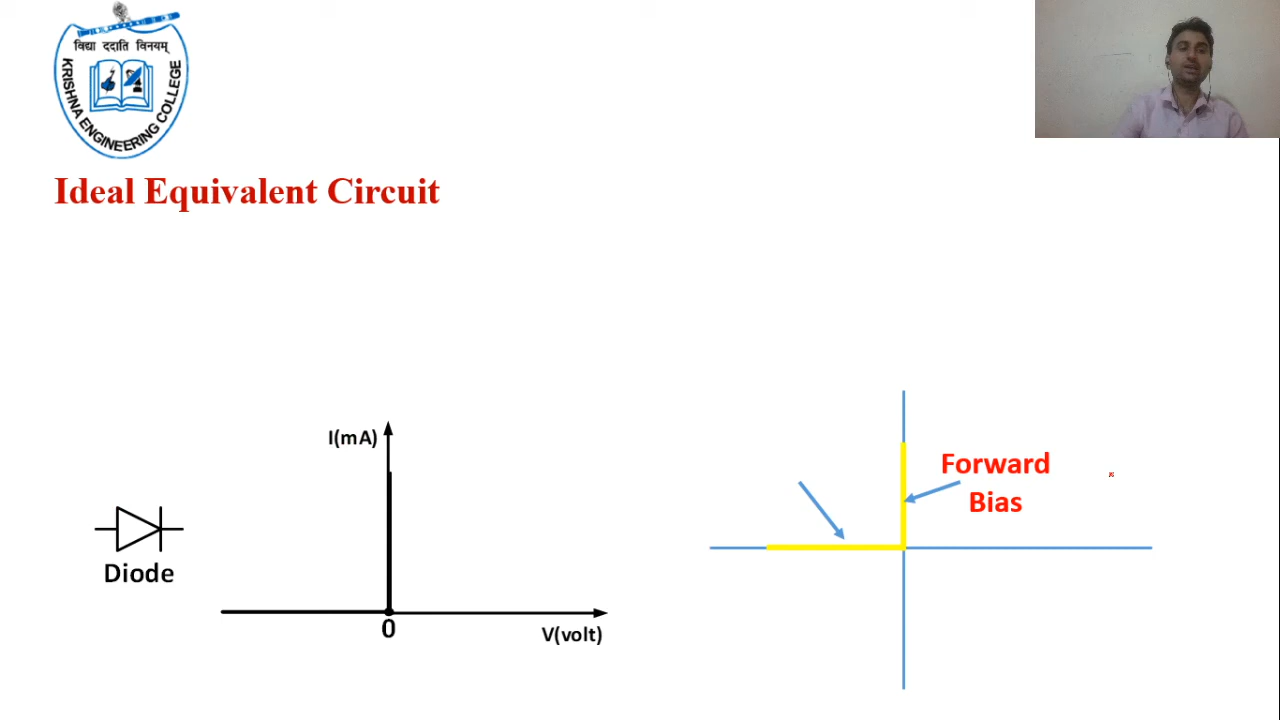 विद्या ददाति विनयम्
KRISHNA ENGINEERING COLLEGE
Ideal Equivalent Circuit
I(mA)
Diode
0
V(volt)
Forward
Bias